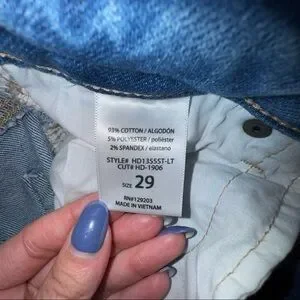 93% COTTON / ALGODÓN
5% POLYESTER / poliéster
2% SPANDEX / elastano
STYLE# HD1355ST-LT
CUT# HD-1906
SIZE 29
RN#129203
MADE IN VIETNAM